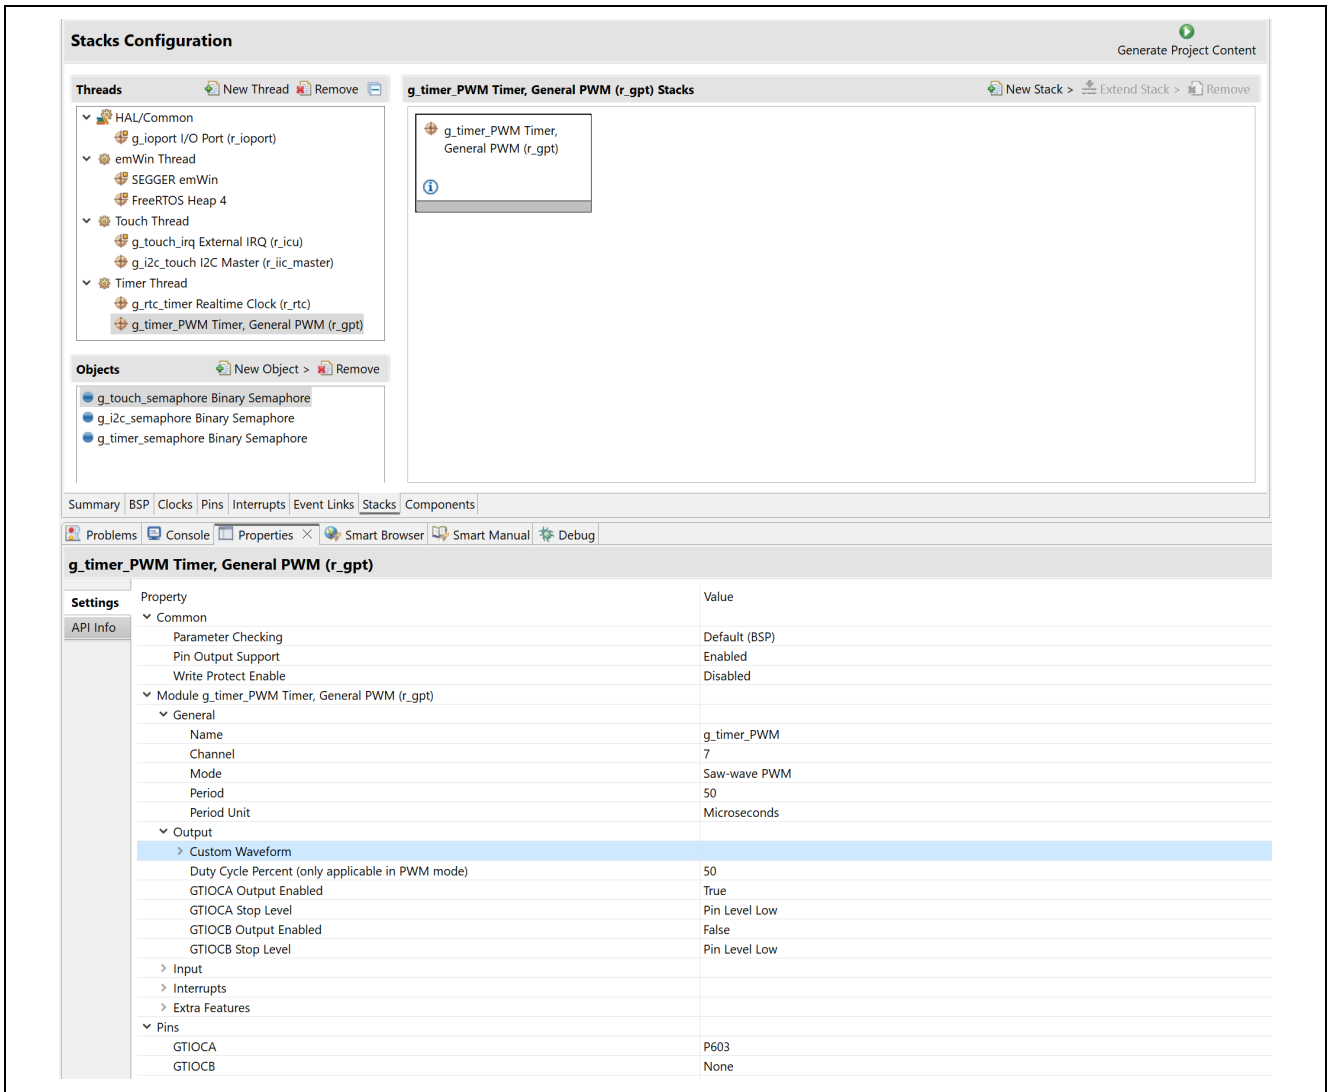 Stacks Configuration
Generate Project Content
Threads
New Thread Remove
HAL/Common
g_ioport I/O Port (r_ioport)
emWin Thread
SEGGER emWin
FreeRTOS Heap 4
Touch Thread
g_touch_irq External IRQ (r_icu)
g_i2c_touch I2C Master (r_iic_master)
Timer Thread
g_rtc_timer Realtime Clock (r_rtc)
g_timer_PWM Timer, General PWM (r_gpt)
Objects
New Object > Remove
g_touch_semaphore Binary Semaphore
g_i2c_semaphore Binary Semaphore
g_timer_semaphore Binary Semaphore
g_timer_PWM Timer, General PWM (r_gpt) Stacks
New Stack > Extend Stack > Remove
g_timer_PWM Timer,
General PWM (r_gpt)
Summary BSP Clocks Pins Interrupts Event Links Stacks Components
Problems Console Properties Smart Browser Smart Manual Debug
g_timer_PWM Timer, General PWM (r_gpt)
Settings
API Info
Property Value
Common
Parameter Checking Default (BSP)
Pin Output Support Enabled
Write Protect Enable Disabled
Module g_timer_PWM Timer, General PWM (r_gpt)
General
Name g_timer_PWM
Channel 7
Mode Saw-wave PWM
Period 50
Period Unit Microseconds
Output
Custom Waveform
Duty Cycle Percent (only applicable in PWM mode) 50
GTIOCA Output Enabled True
GTIOCA Stop Level Pin Level Low
GTIOCB Output Enabled False
GTIOCB Stop Level Pin Level Low
Input
Interrupts
Extra Features
Pins
GTIOCA P603
GTIOCB None